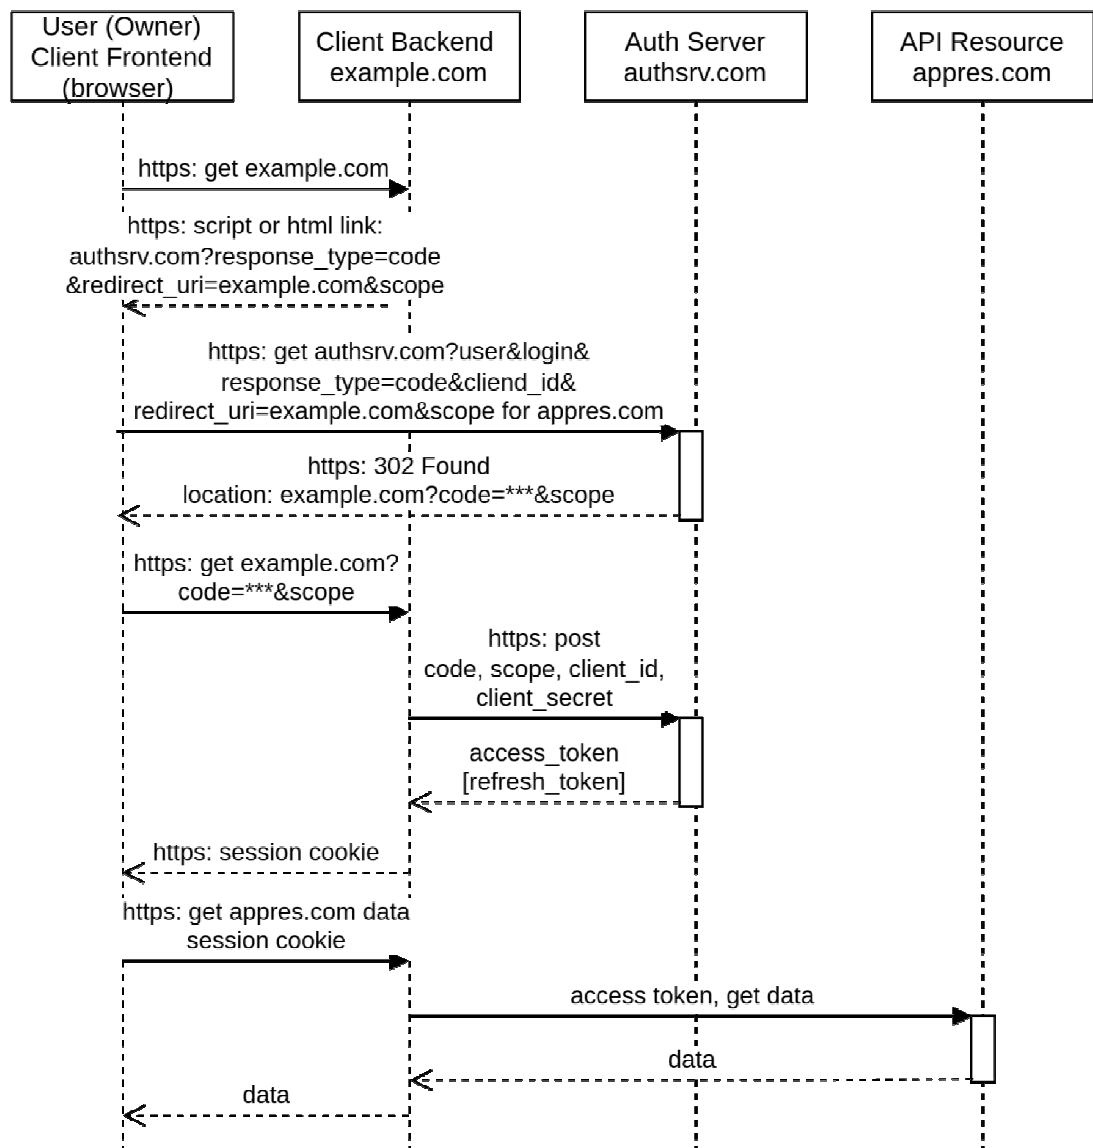 User (Owner)
Client Frontend
(browser)
Client Backend
example.com
Auth Server
authsrv.com
API Resource
appres.com
https: get example.com
https: script or html link:
authsrv.com?response_type=code
&redirect_uri=example.com&scope
https: get authsrv.com?user&login&
response_type=code&cliend_id&
redirect_uri=example.com&scope for appres.com
https: 302 Found
location: example.com?code=***&scope
https: get example.com?
code=***&scope
https: post
code, scope, client_id,
client_secret
access_token
[refresh_token]
https: session cookie
https: get appres.com data
session cookie
access token, get data
data
data